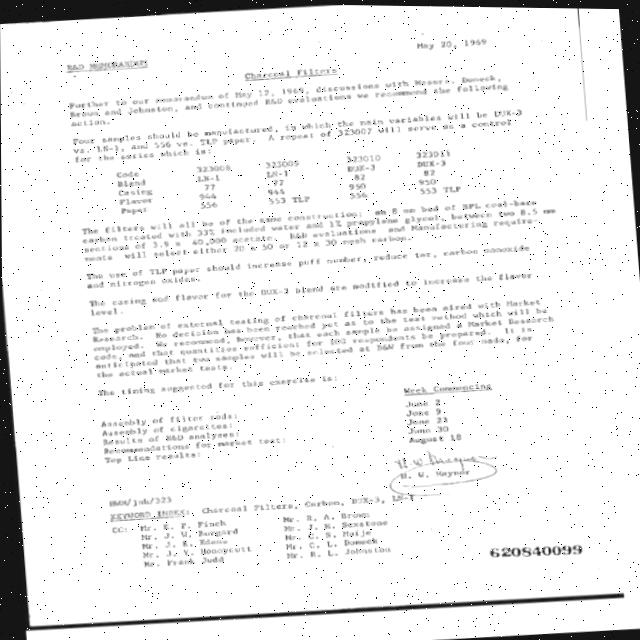 May 20, 1969
R&D MEMORANDUM
Charcoal Filters
Further to our memorandum of May 12, 1969, discussions with Messrs. Domeck,
Brown and Johnston, and continued R&D evaluations we recommend the following
action.
Four samples should be manufactured, in which the main variables will be DUX-3
vs. LN-1, and 556 vs. TLP paper. A repeat of 323007 will serve as a control
for the series which is:
Code 323008 323009 323010 323011
Blend LN-1 LN-1 DUX-3 DUX-3
Casing 77 77 82 82
Flavor 944 944 950 950
Paper 556 553 TLP 556 553 TLP
The filters will all be of the same construction: an 8 mm bed of BPL coal-base
carbon treated with 33% included water and 1% propylene glycol, between two 8.5 mm
sections of 3.9 x 40,000 acetate. R&D evaluations and Manufacturing require-
ments will select either 20 x 50 or 12 x 30 mesh carbon.
The use of TLP paper should increase puff number, reduce tar, carbon monoxide
and nitrogen oxides.
The casing and flavor for the DUX-3 blend are modified to increase the flavor
level.
The problem of external testing of charcoal filters has been aired with Market
Research. No decision has been reached yet as to the test method which will be
employed. We recommend, however, that each sample be assigned a Market Research
code, and that quantities sufficient for 100 respondents be prepared. It is
anticipated that two samples will be selected at B&W from the four made, for
the actual market tests.
The timing suggested for this exercise is:
Week Commencing
Assembly of filter rods: June 2
Assembly of cigarettes: June 9
Results of R&D analyses: June 23
Recommendations for market test: June 30
Top Line results: August 18
H. W. Raynor
HWR/jnh/323
KEYWORD INDEX: Charcoal Filters, Carbon, DUX-3, LN-1
CC: Mr. E. P. Finch Mr. R. A. Brown
Mr. J. W. Burgard Mr. J. H. Sexstone
Mr. J. K. Edens Mr. C. S. Muije
Mr. J. V. Honeycutt Mr. C. L. Domeck
Mr. Frank Judd Mr. R. L. Johnston
620840099